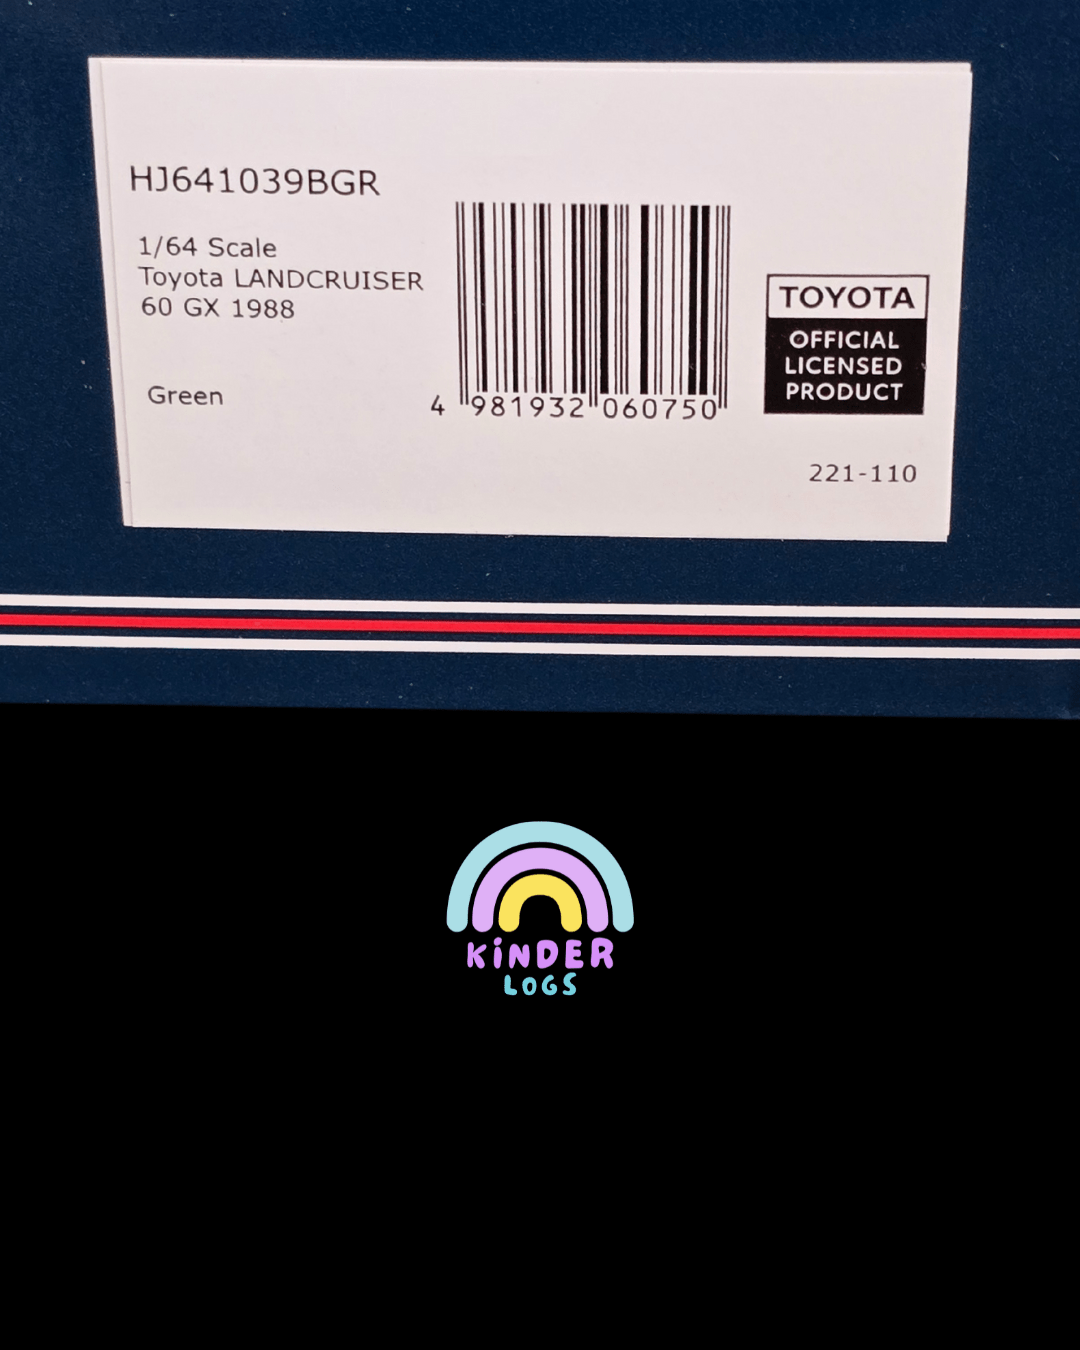 HJ641039BGR
1/64 Scale
Toyota LANDCRUISER
60 GX 1988
Green
4 981932 060750
TOYOTA
OFFICIAL
LICENSED
PRODUCT
221-110
KiNDER
LOGS